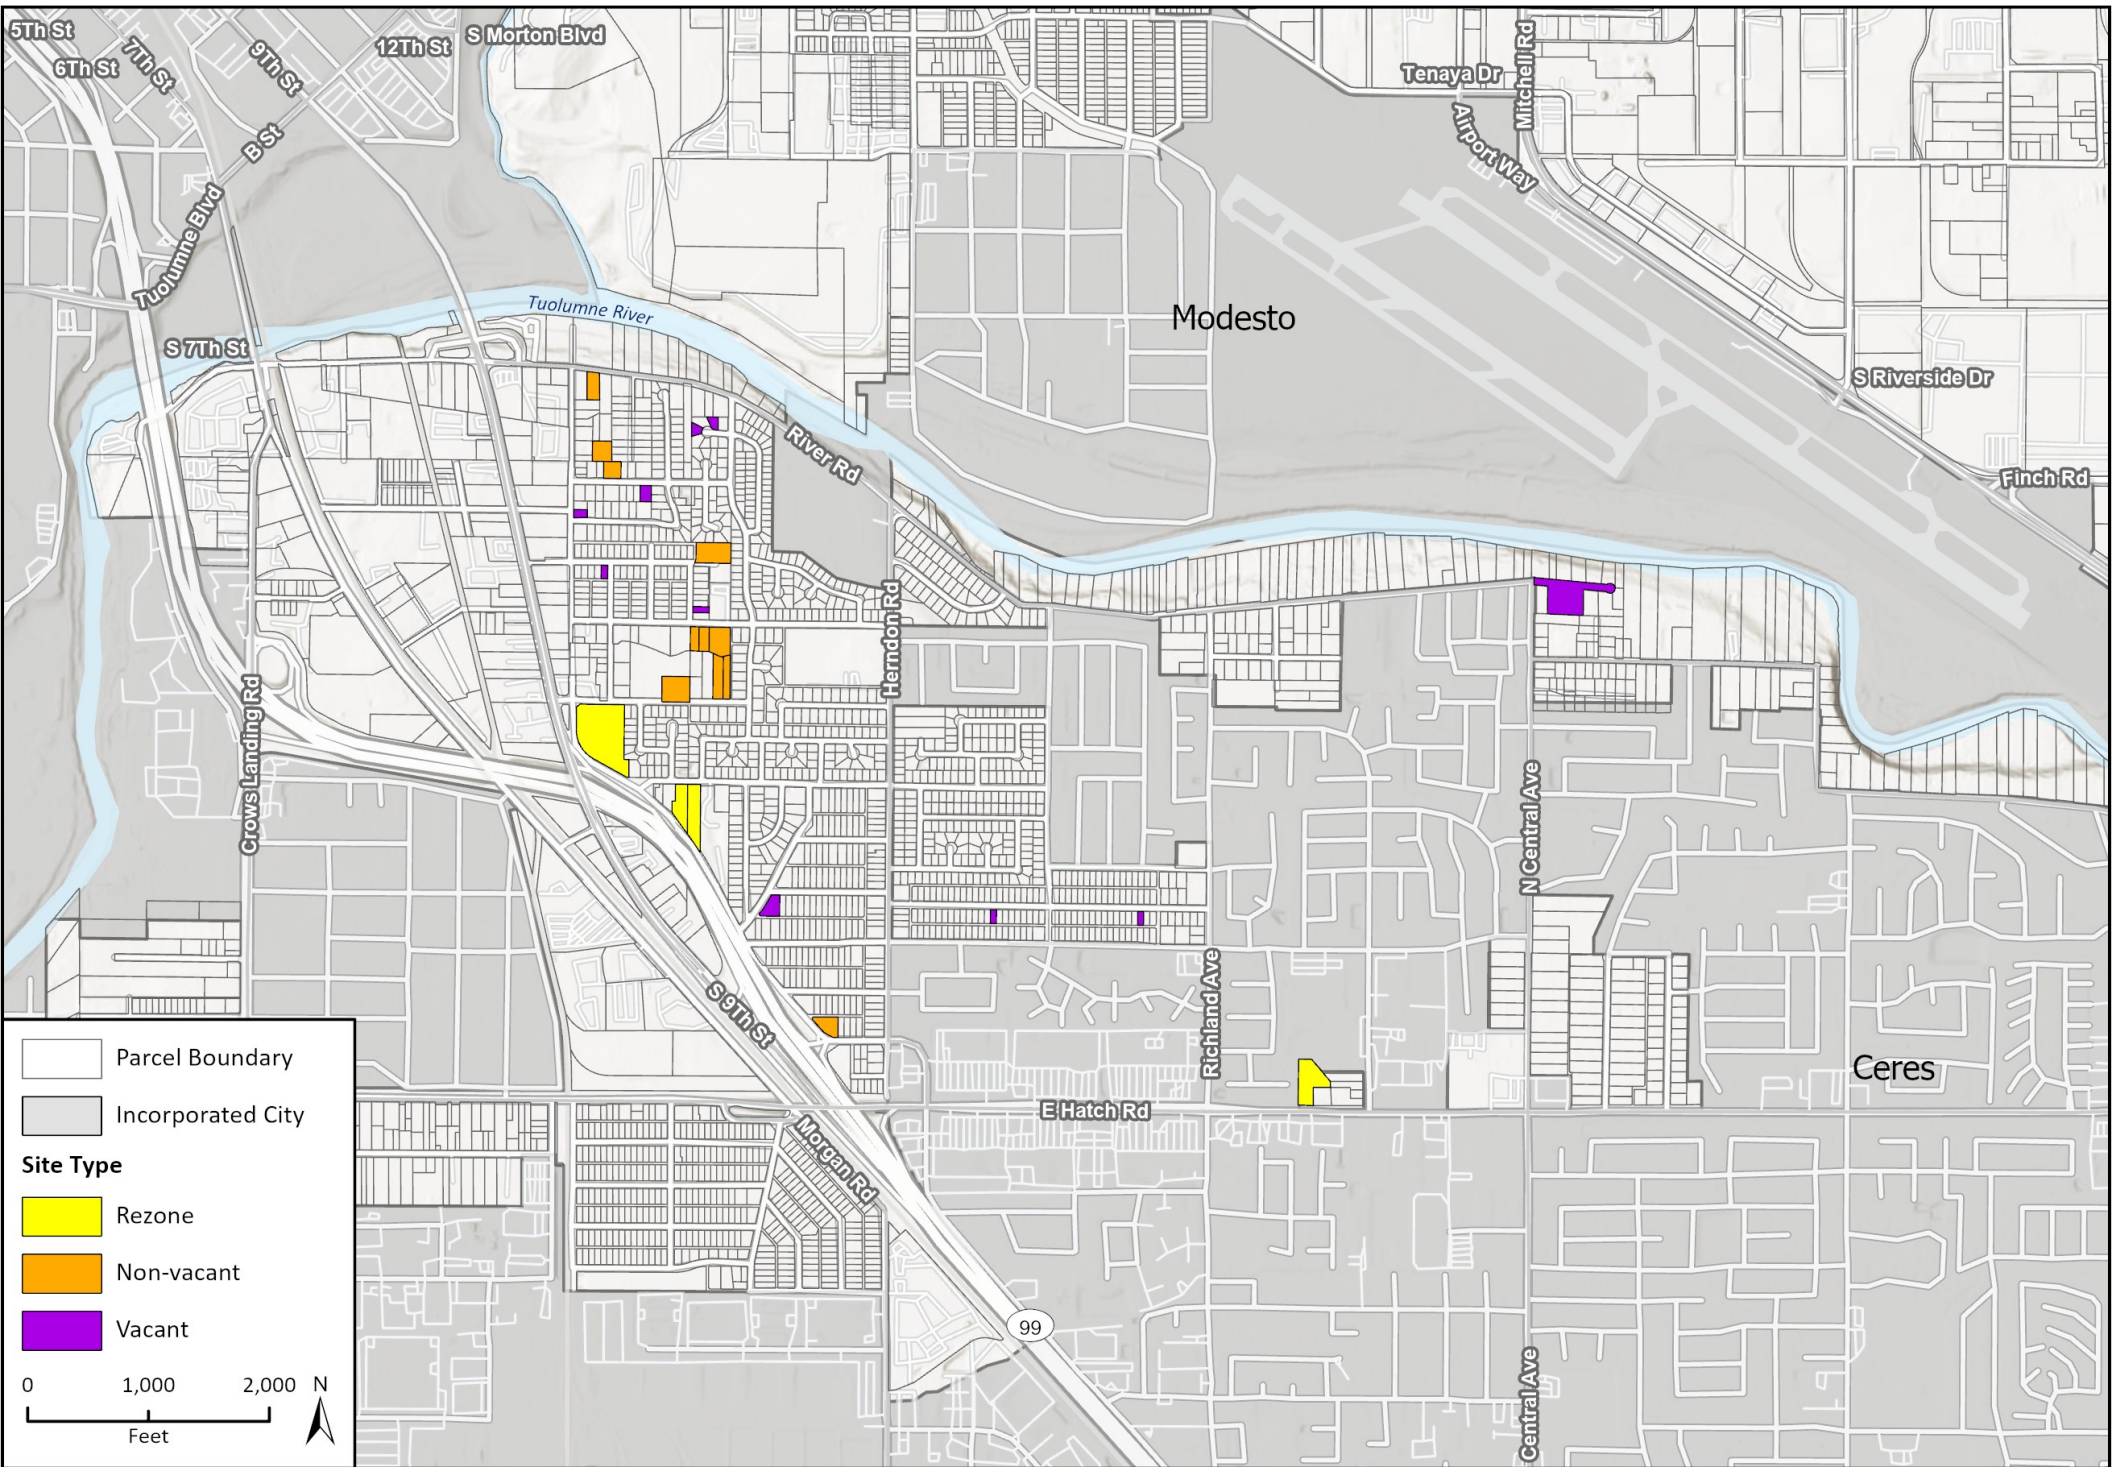 5Th St
6Th St
7Th St
9Th St
12Th St
S Morton Blvd
B St
Tuolumne Blvd
Tenaya Dr
Mitchell Rd
Airport Way
Tuolumne River
Modesto
S 7Th St
S Riverside Dr
River Rd
Finch Rd
Herndon Rd
Crows Landing Rd
N Central Ave
S 9Th St
Richland Ave
Ceres
E Hatch Rd
Morgan Rd
99
Central Ave
Parcel Boundary
Incorporated City
Site Type
Rezone
Non-vacant
Vacant
0 1,000 2,000 N
Feet